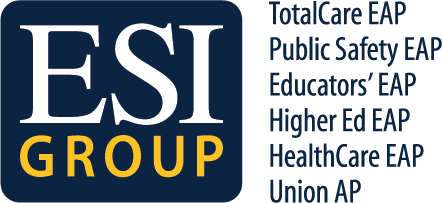 ESI
GROUP
TotalCare EAP
Public Safety EAP
Educators’ EAP
Higher Ed EAP
HealthCare EAP
Union AP